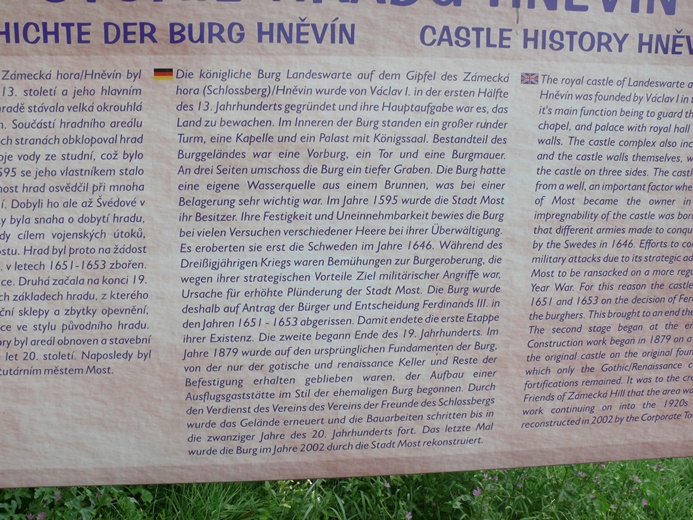 HRADU HNĚVÍN
HICHTE DER BURG HNĚVÍN
CASTLE HISTORY HNĚV
Zámecká hora/Hněvín byl
13. století a jeho hlavním
radě stávala velká okrouhlá
n. Součástí hradního areálu
ch stranách obklopoval hrad
oje vody ze studní, což bylo
595 se jeho vlastníkem stalo
nost hrad osvědčil při mnoha
í. Dobyli ho ale až Švédové v
y byla snaha o dobytí hradu,
dy cílem vojenských útoků,
ostu. Hrad byl proto na žádost
. v letech 1651-1653 zbořen.
ce. Druhá začala na konci 19.
ch základech hradu, z kterého
ční sklepy a zbytky opevnění,
ce ve stylu původního hradu.
ry byl areál obnoven a stavební
let 20. století. Naposledy byl
tutárním městem Most.
Die königliche Burg Landeswarte auf dem Gipfel des Zámecká
hora (Schlossberg)/Hněvin wurde von Václav I. in der ersten Hälfte
des 13. Jahrhunderts gegründet und ihre Hauptaufgabe war es, das
Land zu bewachen. Im Inneren der Burg standen ein großer runder
Turm, eine Kapelle und ein Palast mit Königssaal. Bestandteil des
Burggeländes war eine Vorburg, ein Tor und eine Burgmauer.
An drei Seiten umschloss die Burg ein tiefer Graben. Die Burg hatte
eine eigene Wasserquelle aus einem Brunnen, was bei einer
Belagerung sehr wichtig war. Im Jahre 1595 wurde die Stadt Most
ihr Besitzer. Ihre Festigkeit und Uneinnehmbarkeit bewies die Burg
bei vielen Versuchen verschiedener Heere bei ihrer Überwältigung.
Es eroberten sie erst die Schweden im Jahre 1646. Während des
Dreißigjährigen Kriegs waren Bemühungen zur Burgeroberung, die
wegen ihrer strategischen Vorteile Ziel militärischer Angriffe war,
Ursache für erhöhte Plünderung der Stadt Most. Die Burg wurde
deshalb auf Antrag der Bürger und Entscheidung Ferdinands III. in
den Jahren 1651 - 1653 abgerissen. Damit endete die erste Etappe
ihrer Existenz. Die zweite begann Ende des 19. Jahrhunderts. Im
Jahre 1879 wurde auf den ursprünglichen Fundamenten der Burg,
von der nur der gotische und renaissance Keller und Reste der
Befestigung erhalten geblieben waren, der Aufbau einer
Ausflugsgaststätte im Stil der ehemaligen Burg begonnen. Durch
den Verdienst des Vereins des Vereins der Freunde des Schlossbergs
wurde das Gelände erneuert und die Bauarbeiten schritten bis in
die zwanziger Jahre des 20. Jahrhunderts fort. Das letzte Mal
wurde die Burg im Jahre 2002 durch die Stadt Most rekonstruiert.
The royal castle of Landeswarte a
Hněvín was founded by Václav I in
it's main function being to guard th
chapel, and palace with royal hall
walls. The castle complex also inc
and the castle walls themselves, w
the castle on three sides. The castl
from a well, an important factor whe
of Most became the owner in
impregnability of the castle was bor
that different armies made to conqu
by the Swedes in 1646. Efforts to co
military attacks due to its strategic ad
Most to be ransacked on a more reg
Year War. For this reason the castle
1651 and 1653 on the decision of Fer
the burghers. This brought to an end the
The second stage began at the e
Construction work began in 1879 on a
the original castle on the original foun
which only the Gothic/Renaissance c
fortifications remained. It was to the cre
Friends of Zámecká Hill that the area wa
work continuing on into the 1920s
reconstructed in 2002 by the Corporate To